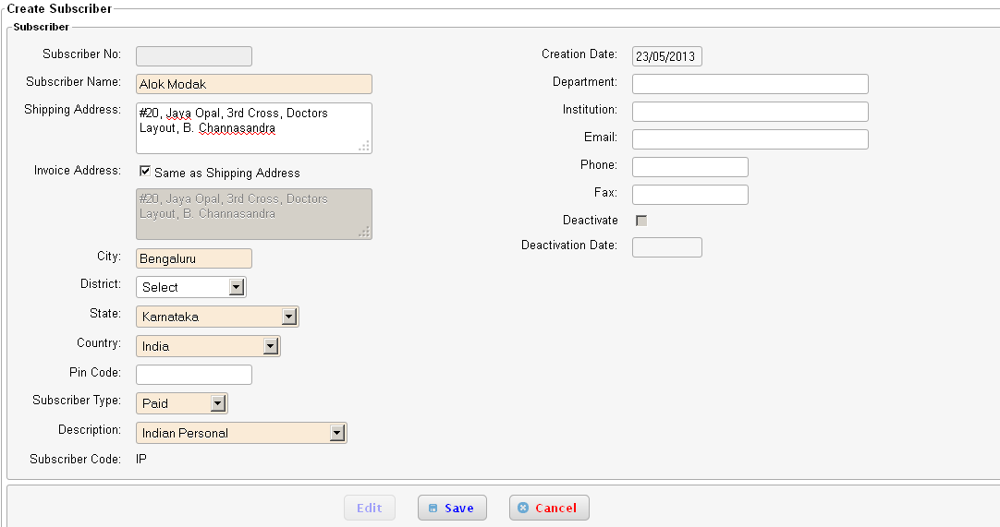 Create Subscriber
Subscriber
Subscriber No:
Subscriber Name: Alok Modak
Shipping Address: #20, Jaya Opal, 3rd Cross, Doctors
Layout, B. Channasandra
Invoice Address: Same as Shipping Address
#20, Jaya Opal, 3rd Cross, Doctors
Layout, B. Channasandra
City: Bengaluru
District: Select
State: Karnataka
Country: India
Pin Code:
Subscriber Type: Paid
Description: Indian Personal
Subscriber Code: IP
Creation Date: 23/05/2013
Department:
Institution:
Email:
Phone:
Fax:
Deactivate
Deactivation Date:
Edit Save Cancel